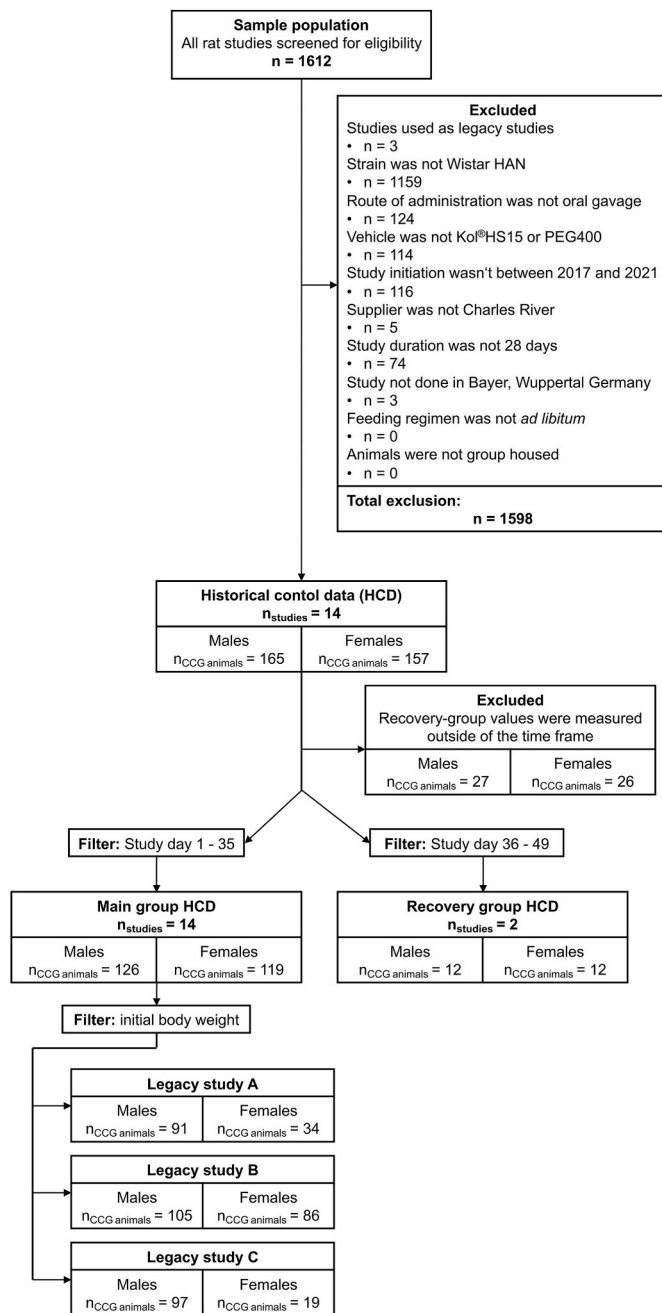 Sample population
All rat studies screened for eligibility
n = 1612
Excluded
Studies used as legacy studies
• n = 3
Strain was not Wistar HAN
• n = 1159
Route of administration was not oral gavage
• n = 124
Vehicle was not Kol®HS15 or PEG400
• n = 114
Study initiation wasn‘t between 2017 and 2021
• n = 116
Supplier was not Charles River
• n = 5
Study duration was not 28 days
• n = 74
Study not done in Bayer, Wuppertal Germany
• n = 3
Feeding regimen was not ad libitum
• n = 0
Animals were not group housed
• n = 0
Total exclusion:
n = 1598
Historical contol data (HCD)
nstudies = 14
Males Females
nCCG animals = 165 nCCG animals = 157
Excluded
Recovery-group values were measured
outside of the time frame
Males Females
nCCG animals = 27 nCCG animals = 26
Filter: Study day 1 - 35 Filter: Study day 36 - 49
Main group HCD
nstudies = 14
Males Females
nCCG animals = 126 nCCG animals = 119
Recovery group HCD
nstudies = 2
Males Females
nCCG animals = 12 nCCG animals = 12
Filter: initial body weight
Legacy study A
Males Females
nCCG animals = 91 nCCG animals = 34
Legacy study B
Males Females
nCCG animals = 105 nCCG animals = 86
Legacy study C
Males Females
nCCG animals = 97 nCCG animals = 19